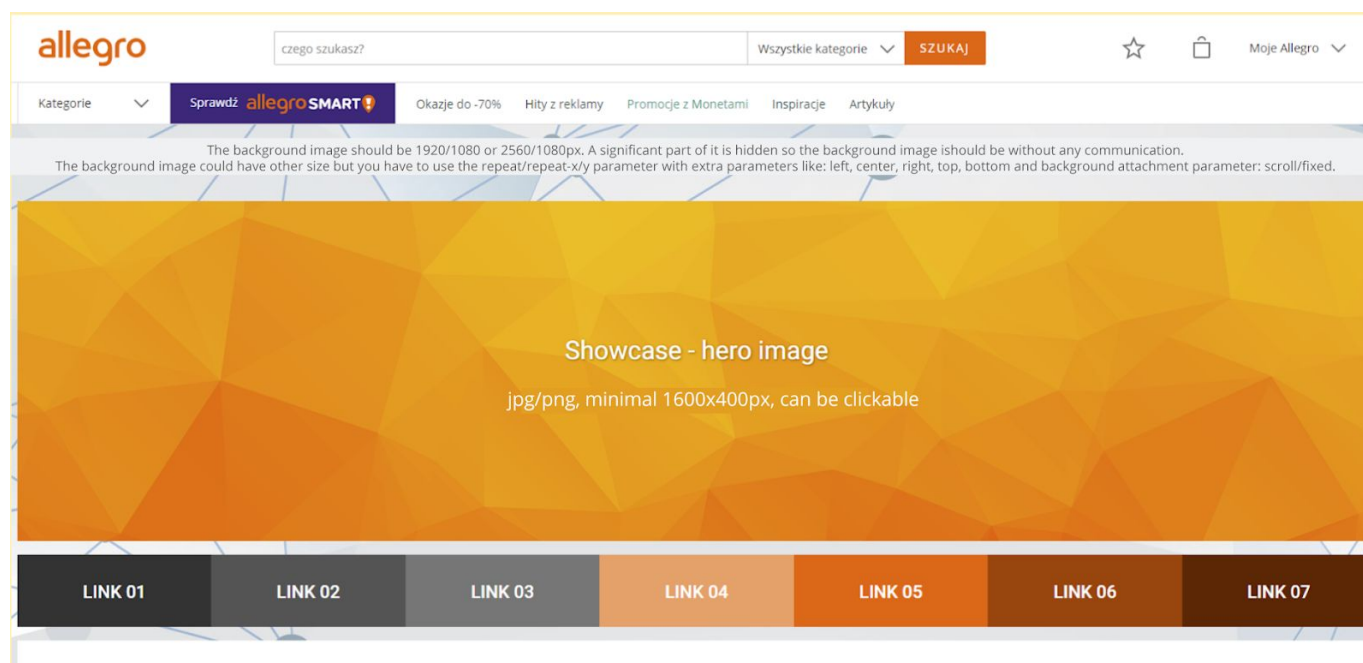 allegro
czego szukasz?
Wszystkie kategorie
SZUKAJ
Moje Allegro
Kategorie
Sprawdź allegro SMART!
Okazje do -70%
Hity z reklamy
Promocje z Monetami
Inspiracje
Artykuły
The background image should be 1920/1080 or 2560/1080px. A significant part of it is hidden so the background image ishould be without any communication.
The background image could have other size but you have to use the repeat/repeat-x/y parameter with extra parameters like: left, center, right, top, bottom and background attachment parameter: scroll/fixed.
Showcase - hero image
jpg/png, minimal 1600x400px, can be clickable
LINK 01
LINK 02
LINK 03
LINK 04
LINK 05
LINK 06
LINK 07